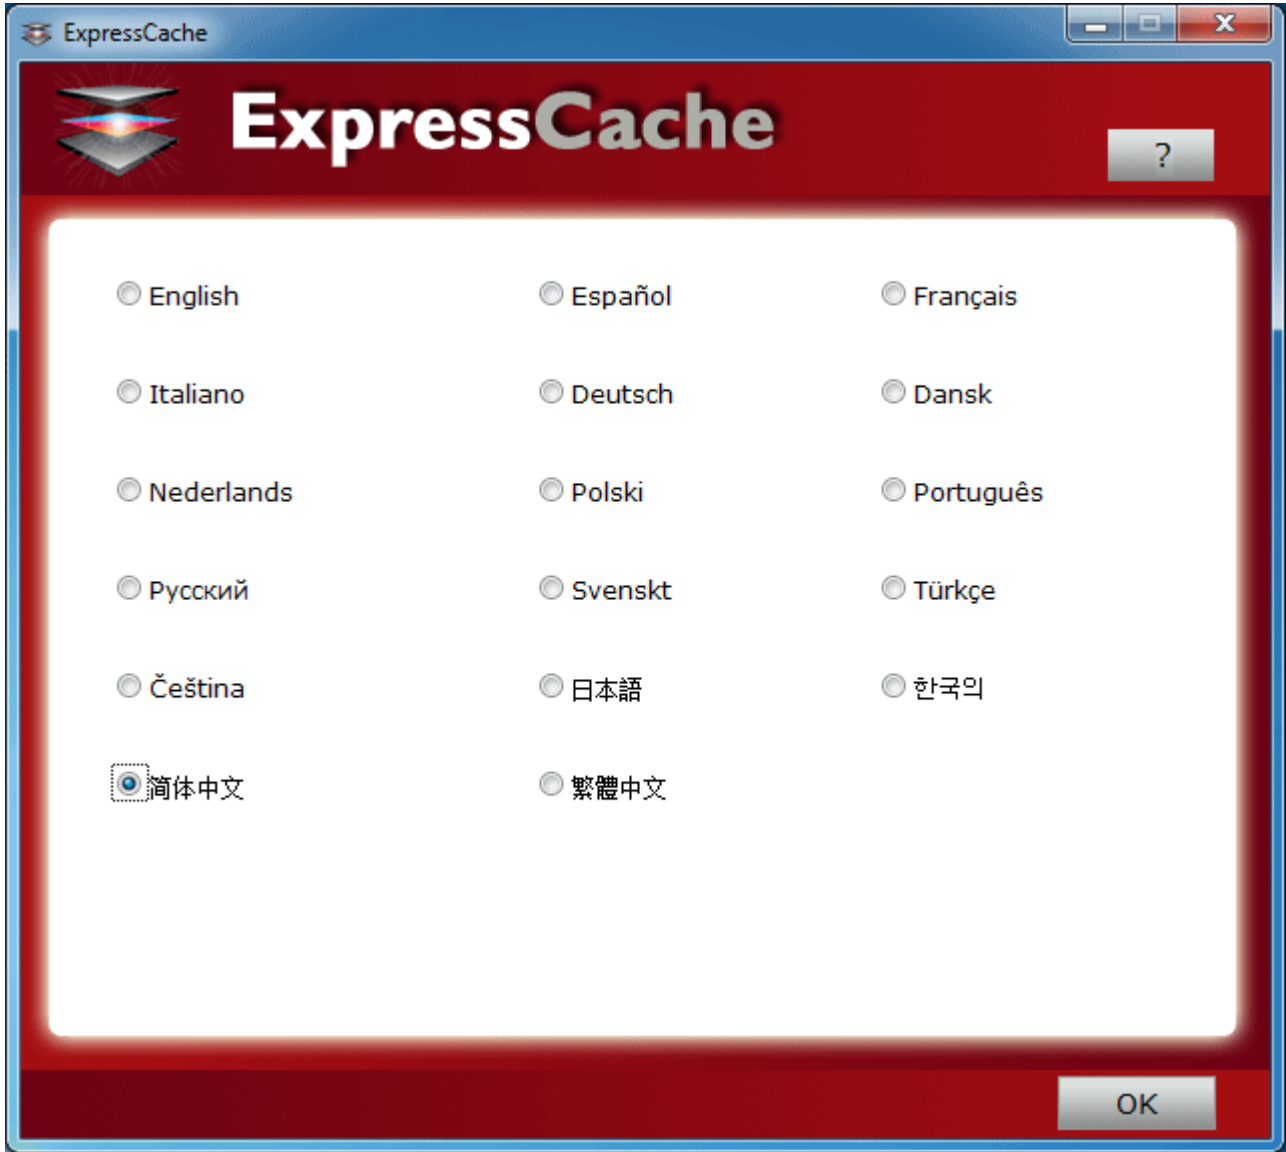 ExpressCache
ExpressCache
?
English Español Français
Italiano Deutsch Dansk
Nederlands Polski Português
Русский Svenskt Türkçe
Čeština 日本語 한국의
简体中文 繁體中文
OK